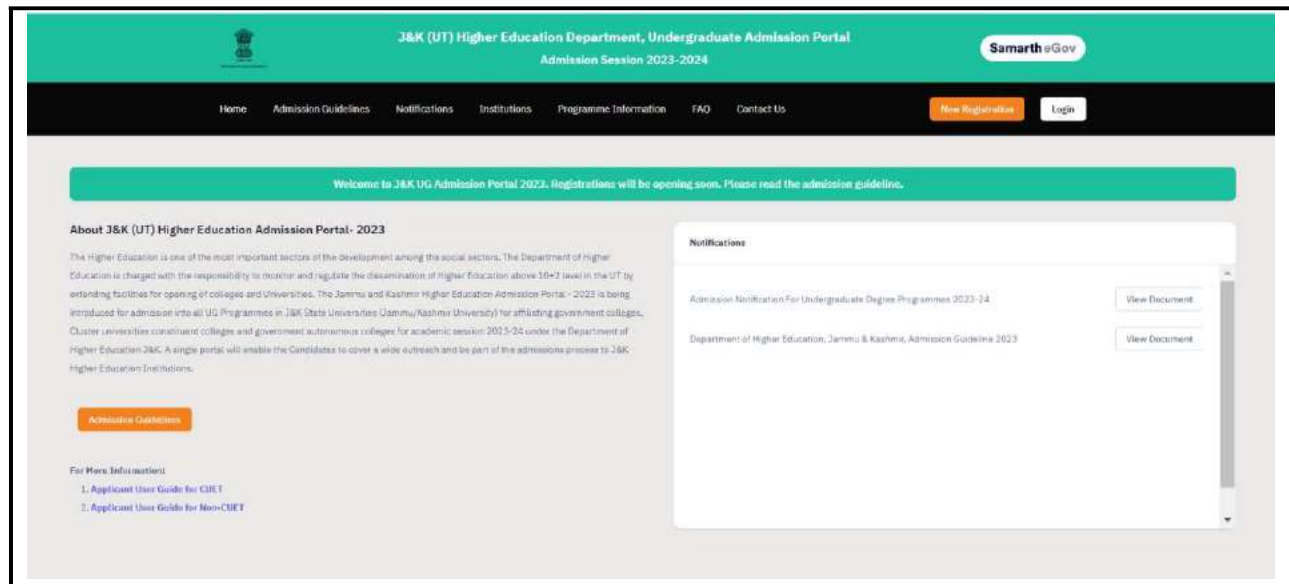 J&K (UT) Higher Education Department, Undergraduate Admission Portal
Admission Session 2023-2024
Samarth eGov
Home Admission Guidelines Notifications Institutions Programme Information FAQ Contact Us New Registration Login
Welcome to J&K UG Admission Portal 2023. Registrations will be opening soon. Please read the admission guideline.
About J&K (UT) Higher Education Admission Portal- 2023
The Higher Education is one of the most important sectors of the development among the social sectors. The Department of Higher
Education is charged with the responsibility to monitor and regulate the dissemination of Higher Education above 10+2 level in the UT by
extending facilities for opening of colleges and Universities. The Jammu and Kashmir Higher Education Admission Portal - 2023 is being
introduced for admission into all UG Programmes in J&K State Universities (Jammu/Kashmir University) for affiliating government colleges,
Cluster universities constituent colleges and government autonomous colleges for academic session 2023-24 under the Department of
Higher Education J&K. A single portal will enable the Candidates to cover a wide outreach and be part of the admissions process to J&K
Higher Education Institutions.
Admission Guidelines
For More Information:
1. Applicant User Guide for CUET
2. Applicant User Guide for Non-CUET
Notifications
Admission Notification For Undergraduate Degree Programmes 2023-24 View Document
Department of Higher Education, Jammu & Kashmir, Admission Guideline 2023 View Document